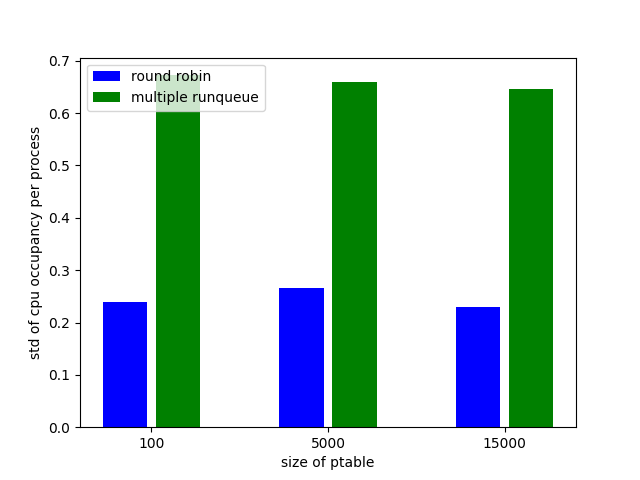 round robin
multiple runqueue
0.7
0.6
0.5
0.4
0.3
0.2
0.1
0.0
std of cpu occupancy per process
100 5000 15000
size of ptable